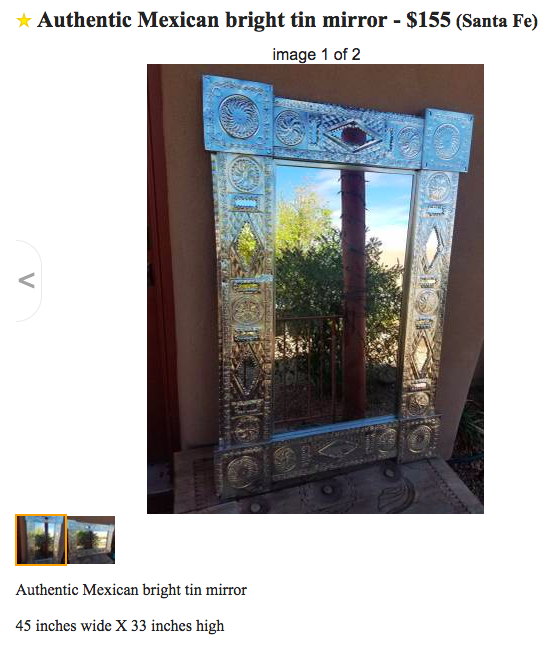 Authentic Mexican bright tin mirror - $155 (Santa Fe)
image 1 of 2
<
Authentic Mexican bright tin mirror
45 inches wide X 33 inches high